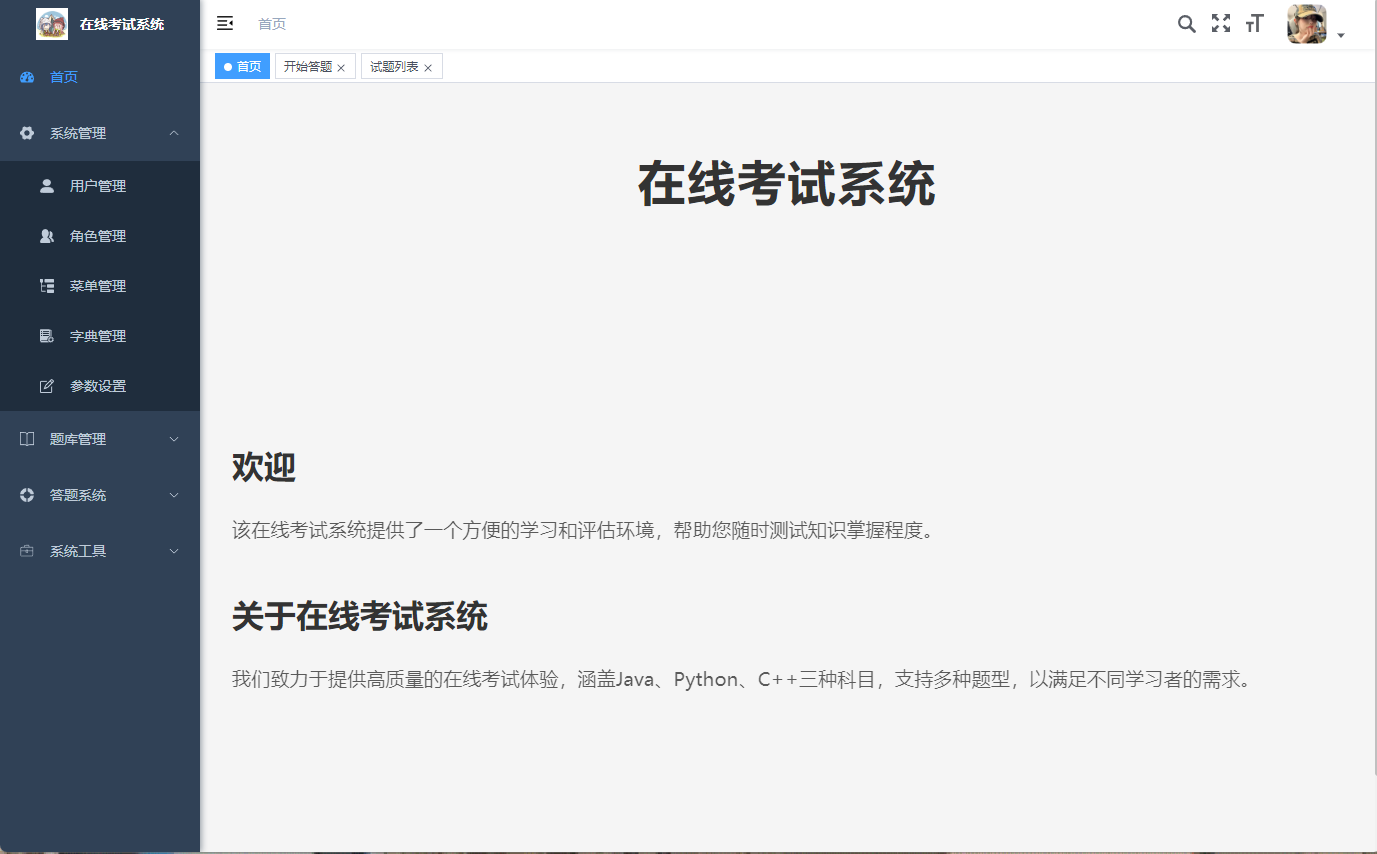 在线考试系统
首页
系统管理
用户管理
角色管理
菜单管理
字典管理
参数设置
题库管理
答题系统
系统工具
首页
首页 开始答题 × 试题列表 ×
在线考试系统
欢迎
该在线考试系统提供了一个方便的学习和评估环境，帮助您随时测试知识掌握程度。
关于在线考试系统
我们致力于提供高质量的在线考试体验，涵盖Java、Python、C++三种科目，支持多种题型，以满足不同学习者的需求。